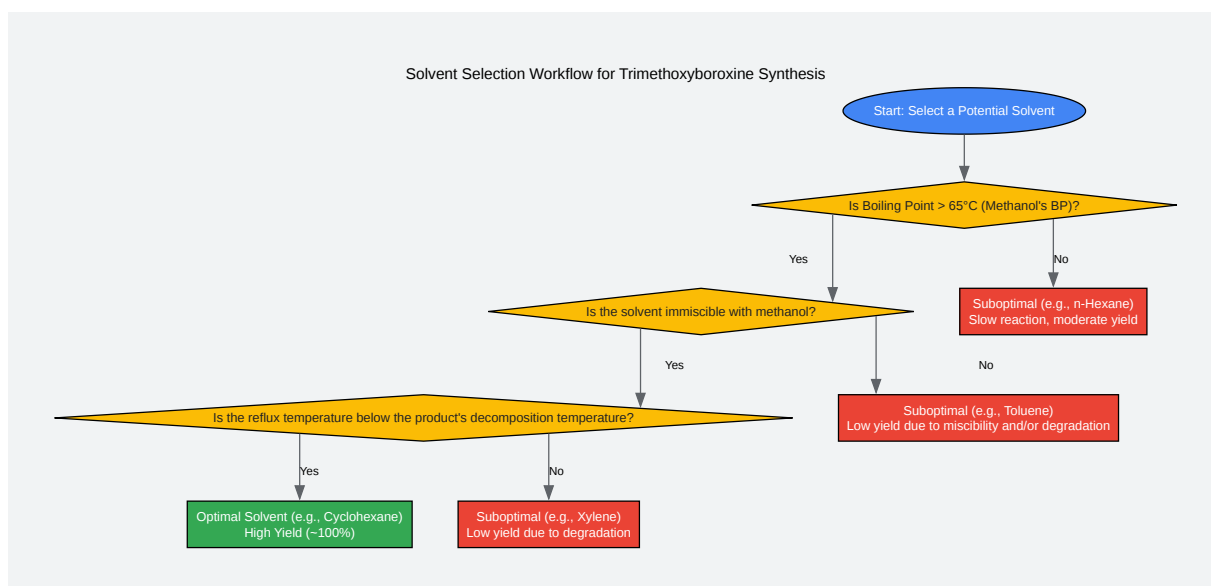 Solvent Selection Workflow for Trimethoxyboroxine Synthesis
Start: Select a Potential Solvent
Is Boiling Point > 65°C (Methanol's BP)?
Yes
No
Is the solvent immiscible with methanol?
Suboptimal (e.g., n-Hexane)
Slow reaction, moderate yield
Yes
No
Is the reflux temperature below the product's decomposition temperature?
Suboptimal (e.g., Toluene)
Low yield due to miscibility and/or degradation
Yes
No
Optimal Solvent (e.g., Cyclohexane)
High Yield (~100%)
Suboptimal (e.g., Xylene)
Low yield due to degradation